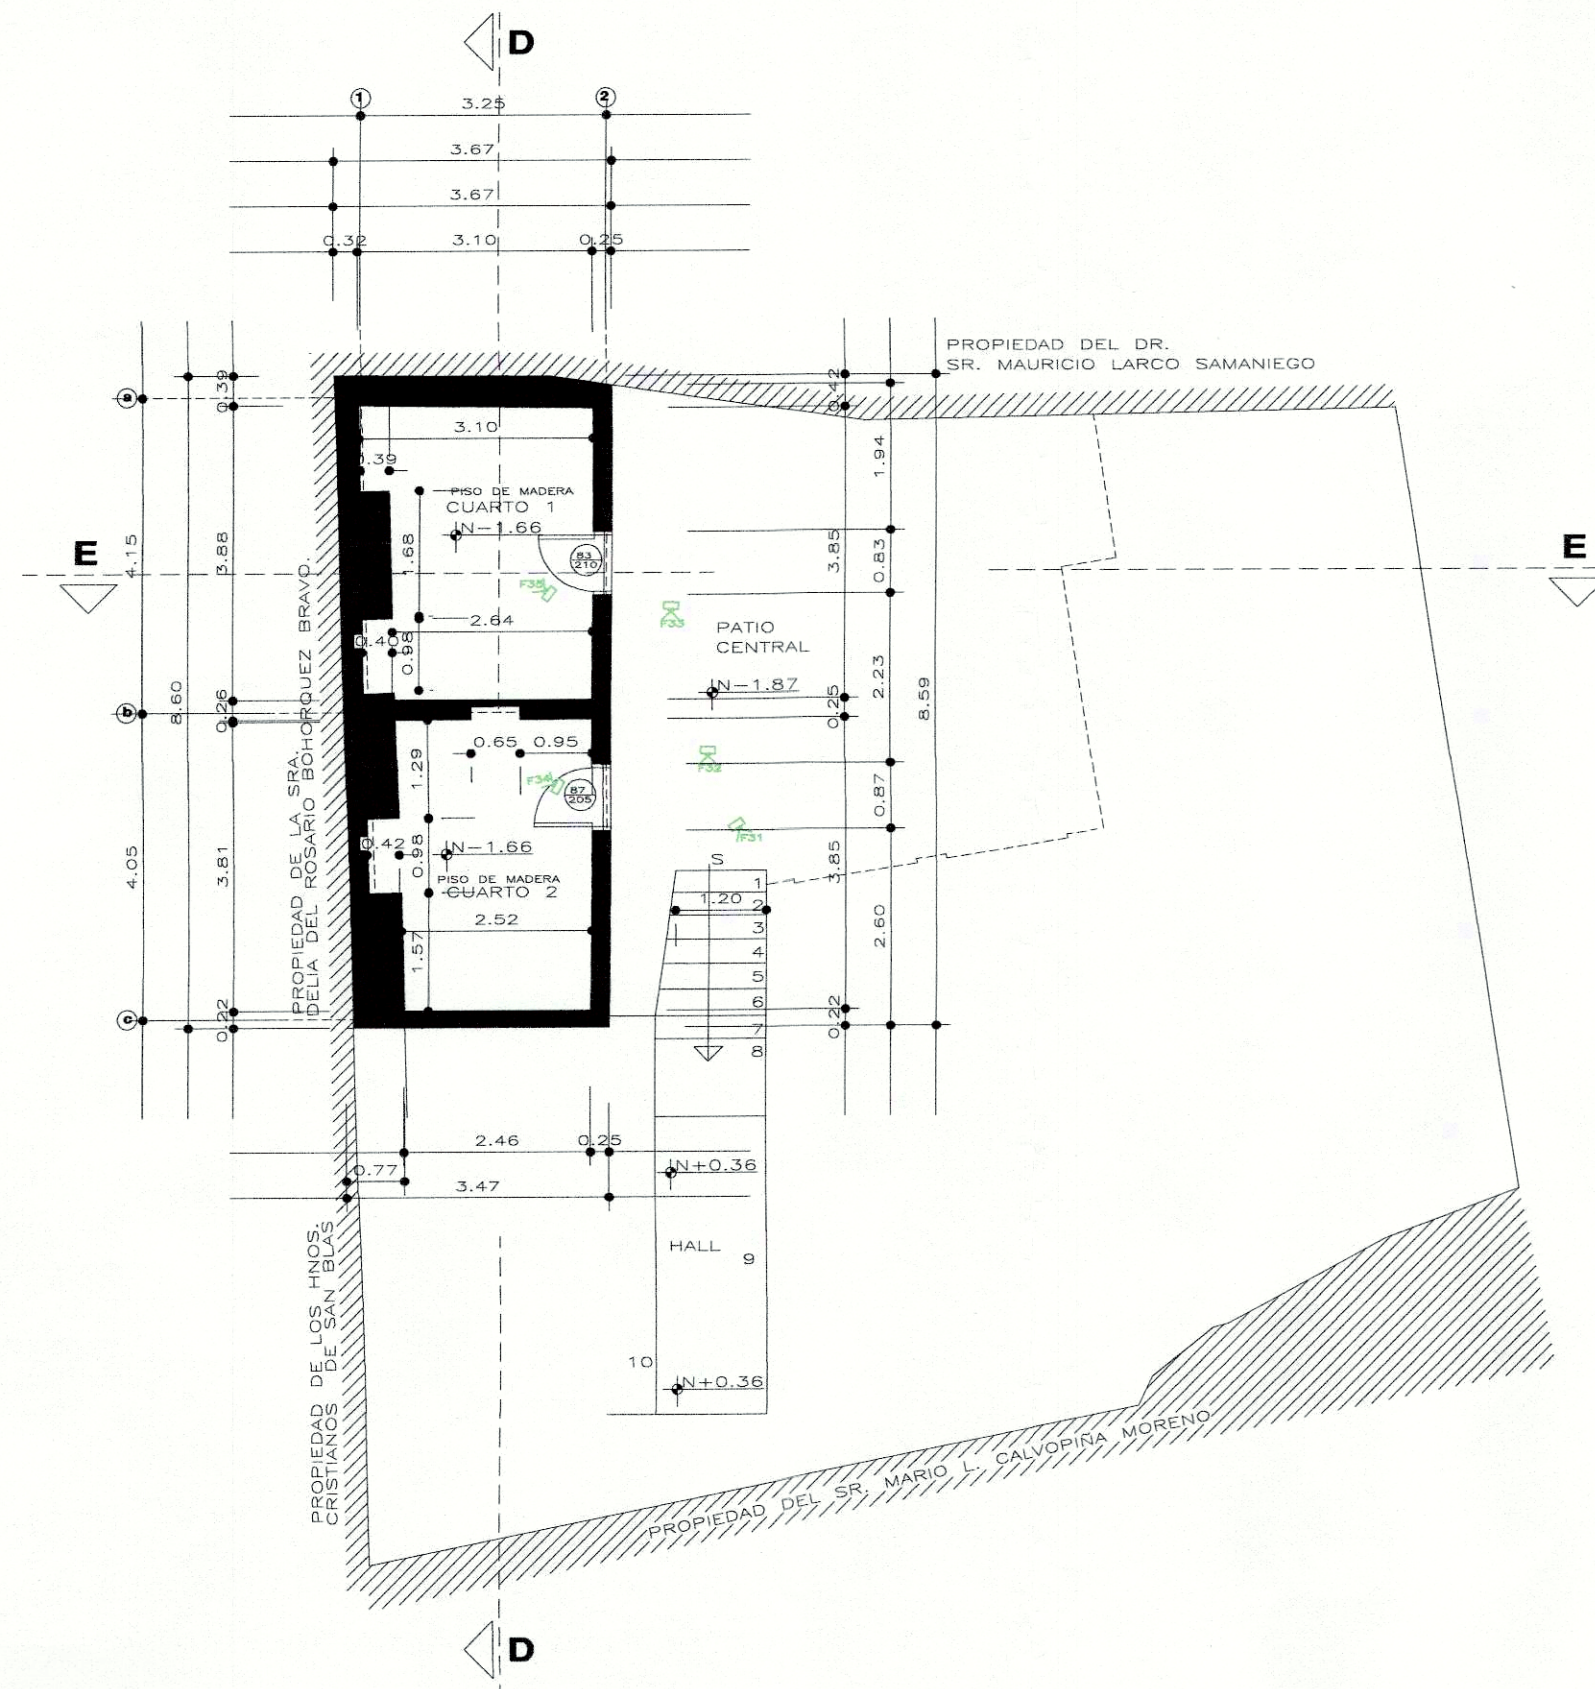 D
1
2
3.25
3.67
3.67
0.32
3.10
0.25
PROPIEDAD DEL DR.
SR. MAURICIO LARCO SAMANIEGO
a
0.39
0.42
3.10
0.39
1.94
PISO DE MADERA
CUARTO 1
N-1.66
E
4.15
3.88
1.68
83
210
3.85
0.83
E
F35
F33
2.64
0.40
0.98
PATIO
CENTRAL
PROPIEDAD DE LA SRA.
DELIA DEL ROSARIO BOHORQUEZ BRAVO.
8.60
N-1.87
2.23
8.59
b
0.26
0.25
0.65
0.95
1.29
F34
87
205
F32
0.87
F31
0.42
0.98
N-1.66
4.05
3.81
3.85
PISO DE MADERA
CUARTO 2
S
1
1.20
2
3
2.52
2.60
1.57
4
5
6
c
0.22
0.22
7
8
2.46
0.25
0.77
3.47
N+0.36
PROPIEDAD DE LOS HNOS.
CRISTIANOS DE SAN BLAS
HALL
9
10
N+0.36
PROPIEDAD DEL SR. MARIO L. CALVOPIÑA MORENO
D